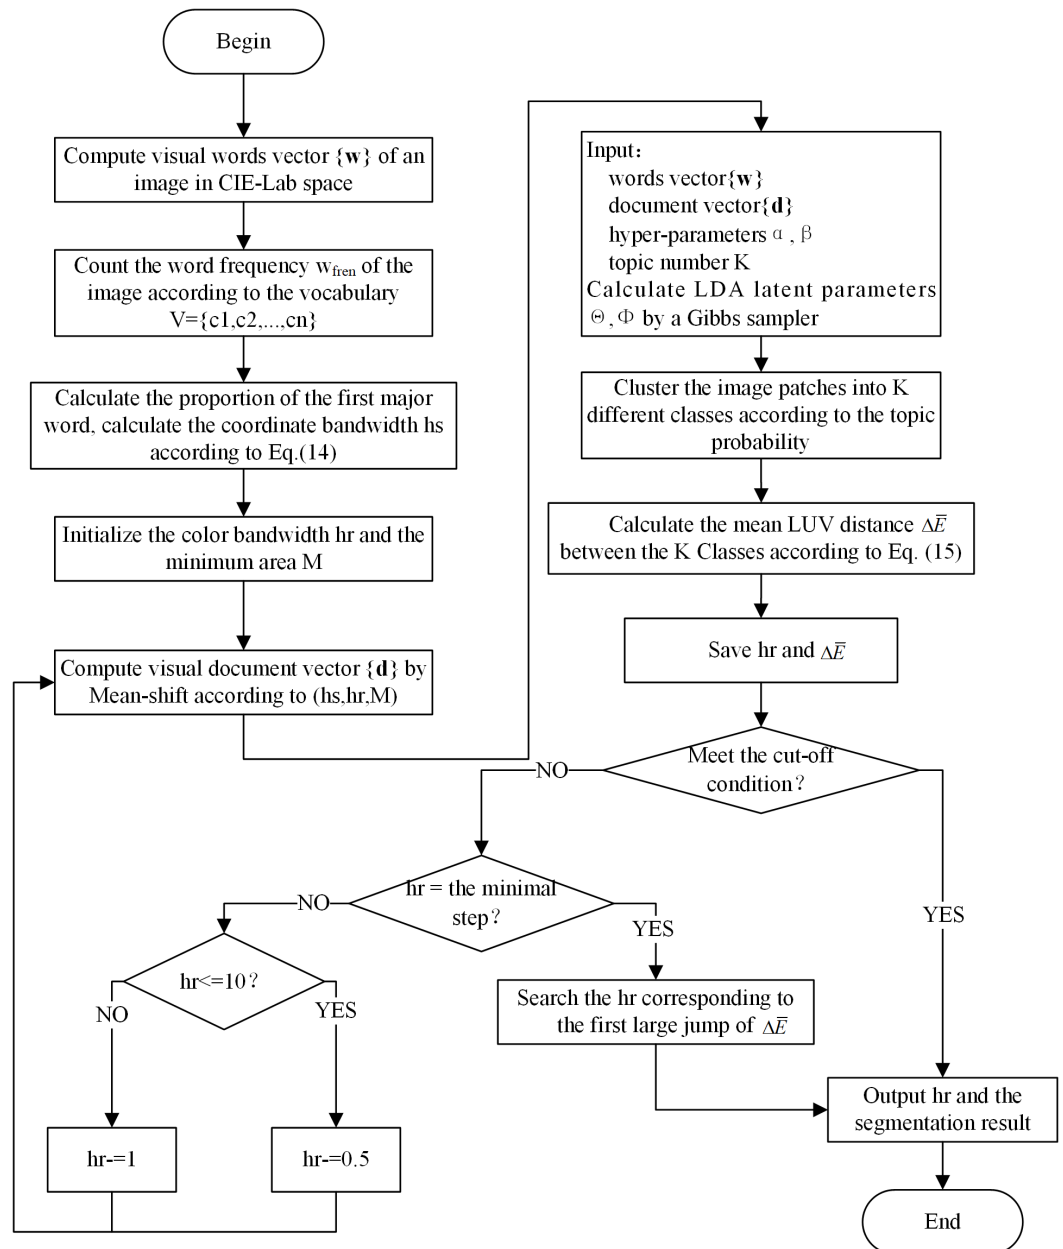 Begin
Compute visual words vector {w} of an
image in CIE-Lab space
Count the word frequency wfren of the
image according to the vocabulary
V={c1,c2,...,cn}
Calculate the proportion of the first major
word, calculate the coordinate bandwidth hs
according to Eq.(14)
Initialize the color bandwidth hr and the
minimum area M
Compute visual document vector {d} by
Mean-shift according to (hs,hr,M)
Input：
words vector{w}
document vector{d}
hyper-parameters α , β
topic number K
Calculate LDA latent parameters
Θ,Φ by a Gibbs sampler
Cluster the image patches into K
different classes according to the topic
probability
Calculate the mean LUV distance ΔE̅
between the K Classes according to Eq. (15)
Save hr and ΔE̅
Meet the cut-off
condition？
NO
YES
hr = the minimal
step？
NO
YES
hr<=10？
NO
YES
Search the hr corresponding to
the first large jump of ΔE̅
hr-=1
hr-=0.5
Output hr and the
segmentation result
End